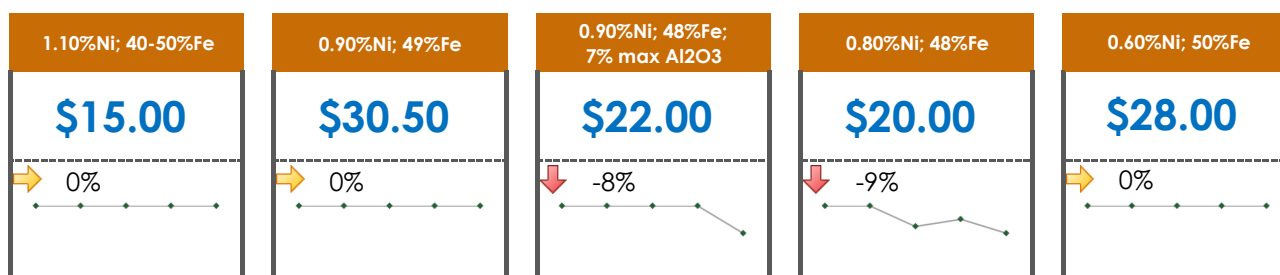 1.10%Ni; 40-50%Fe
$15.00
0%
0.90%Ni; 49%Fe
$30.50
0%
0.90%Ni; 48%Fe;
7% max Al2O3
$22.00
-8%
0.80%Ni; 48%Fe
$20.00
-9%
0.60%Ni; 50%Fe
$28.00
0%